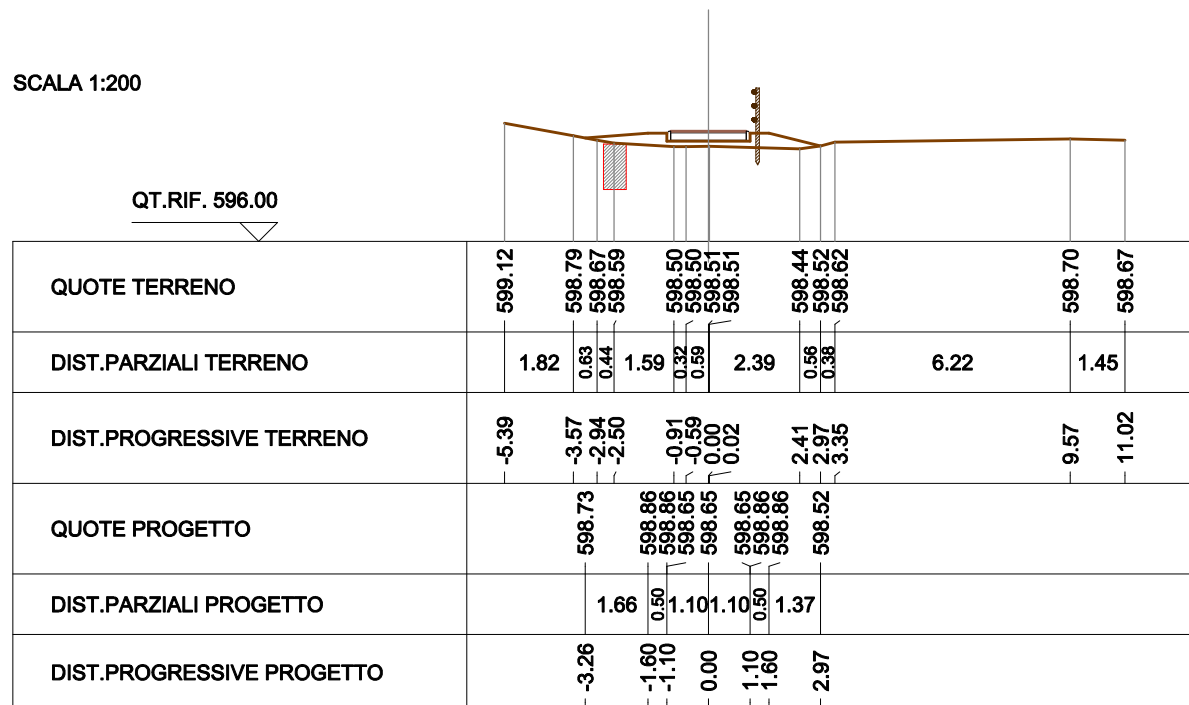 SCALA 1:200
QT.RIF. 596.00
QUOTE TERRENO
599.12 598.79 598.67 598.59 598.50 598.50 598.51 598.51 598.44 598.52 598.62 598.70 598.67
DIST.PARZIALI TERRENO
1.82 0.63 0.44 1.59 0.32 0.59 2.39 0.56 0.38 6.22 1.45
DIST.PROGRESSIVE TERRENO
-5.39 -3.57 -2.94 -2.50 -0.91 -0.59 0.00 0.02 2.41 2.97 3.35 9.57 11.02
QUOTE PROGETTO
598.73 598.86 598.86 598.65 598.65 598.65 598.86 598.86 598.52
DIST.PARZIALI PROGETTO
1.66 0.50 1.10 1.10 0.50 1.37
DIST.PROGRESSIVE PROGETTO
-3.26 -1.60 -1.10 0.00 1.10 1.60 2.97